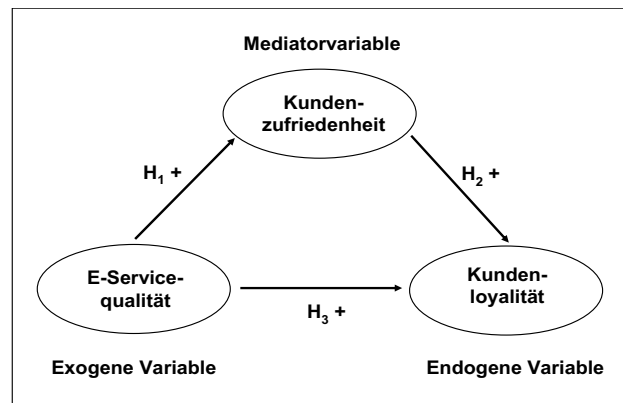 Mediatorvariable
Kunden-
zufriedenheit
H₁ +
H₂ +
E-Service-
qualität
Kunden-
loyalität
H₃ +
Exogene Variable
Endogene Variable